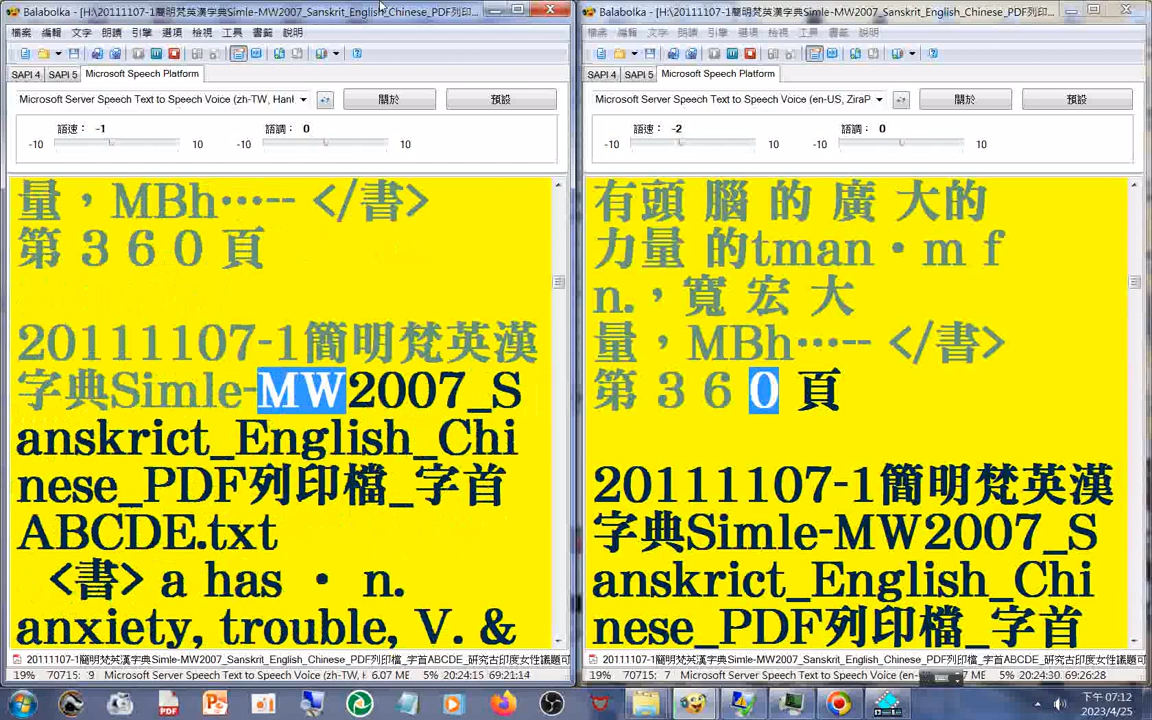 Balabolka - [H:\20111107-1簡明梵英漢字典Simle-MW2007_Sanskrit_English_Chinese_PDF列印...
檔案 編輯 文字 朗讀 引擎 選項 檢視 工具 書籤 說明
SAPI 4 SAPI 5 Microsoft Speech Platform
Microsoft Server Speech Text to Speech Voice (zh-TW, Hanl
關於 預設
語速： -1 語調： 0
-10 10 -10 10
量，MBh…-- </書>
第 3 6 0 頁
20111107-1簡明梵英漢
字典Simle-MW2007_S
anskrict_English_Chi
nese_PDF列印檔_字首
ABCDE.txt
<書> a has • n.
anxiety, trouble, V. &
20111107-1簡明梵英漢字典Simle-MW2007_Sanskrit_English_Chinese_PDF列印檔_字首ABCDE_研究古印度女性議題可
19% 70715: 9 Microsoft Server Speech Text to Speech Voice (zh-TW, H 6.07 ME 5% 20:24:15 69:21:14
Balabolka - [H:\20111107-1簡明梵英漢字典Simle-MW2007_Sanskrit_English_Chinese_PDF列印...
檔案 編輯 文字 朗讀 引擎 選項 檢視 工具 書籤 說明
SAPI 4 SAPI 5 Microsoft Speech Platform
Microsoft Server Speech Text to Speech Voice (en-US, ZiraP
關於 預設
語速： -2 語調： 0
-10 10 -10 10
有頭 腦 的 廣 大的
力量 的tman • m f
n.，寬 宏 大
量，MBh…-- </書>
第 3 6 0 頁
20111107-1簡明梵英漢
字典Simle-MW2007_S
anskrict_English_Chi
nese_PDF列印檔_字首
20111107-1簡明梵英漢字典Simle-MW2007_Sanskrit_English_Chinese_PDF列印檔_字首ABCDE_研究古印度女性議題可
19% 70715: 7 Microsoft Server Speech Text to Speech Voice (en-US, Z 5% 20:24:30 69:26:28
下午 07:12
2023/4/25